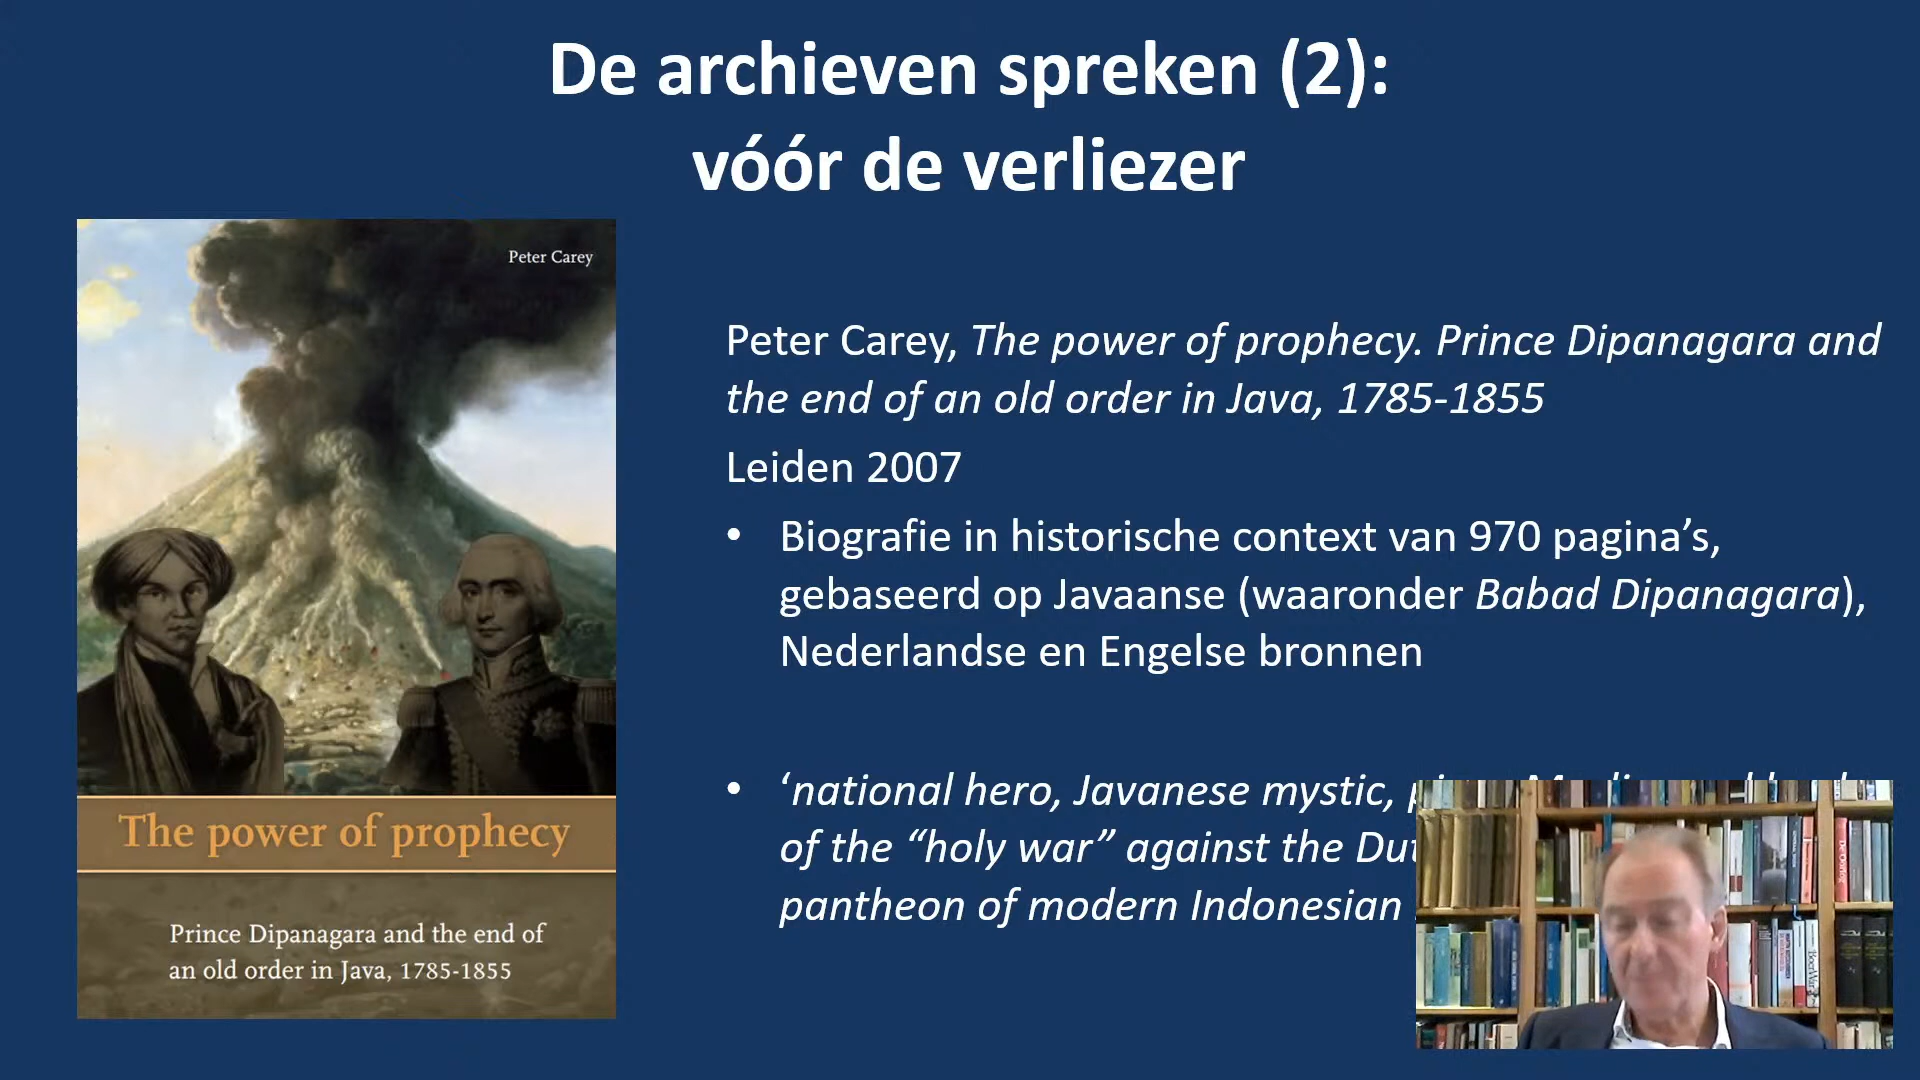 De archieven spreken (2):
vóór de verliezer
Peter Carey
The power of prophecy
Prince Dipanagara and the end of
an old order in Java, 1785-1855
Peter Carey, The power of prophecy. Prince Dipanagara and
the end of an old order in Java, 1785-1855
Leiden 2007
• Biografie in historische context van 970 pagina’s,
gebaseerd op Javaanse (waaronder Babad Dipanagara),
Nederlandse en Engelse bronnen
• ‘national hero, Javanese mystic,
of the “holy war” against the
pantheon of modern Indonesian